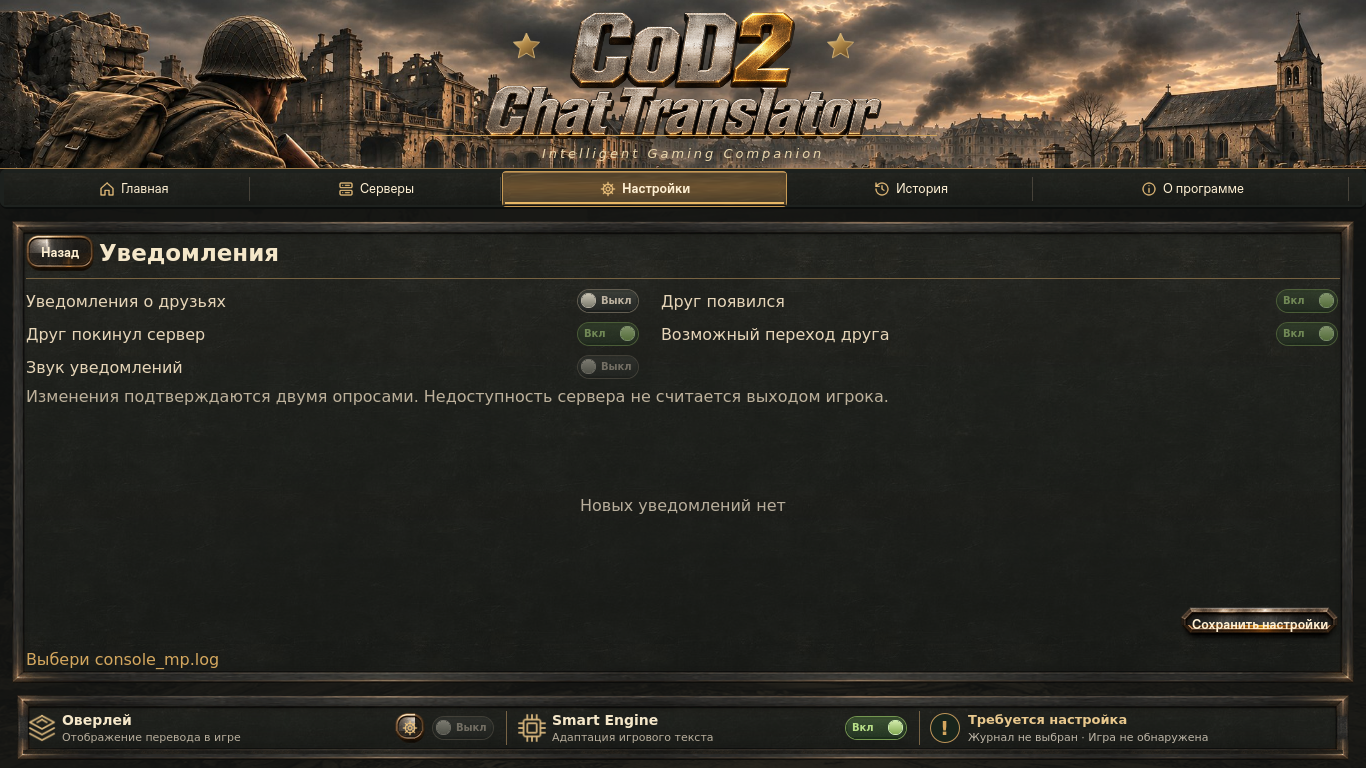 CoD2
Chat Translator
Intelligent Gaming Companion
Главная
Серверы
Настройки
История
О программе
Назад
Уведомления
Уведомления о друзьях
Выкл
Друг появился
Вкл
Друг покинул сервер
Вкл
Возможный переход друга
Вкл
Звук уведомлений
Выкл
Изменения подтверждаются двумя опросами. Недоступность сервера не считается выходом игрока.
Новых уведомлений нет
Сохранить настройки
Выбери console_mp.log
Оверлей
Отображение перевода в игре
Выкл
Smart Engine
Адаптация игрового текста
Вкл
Требуется настройка
Журнал не выбран · Игра не обнаружена